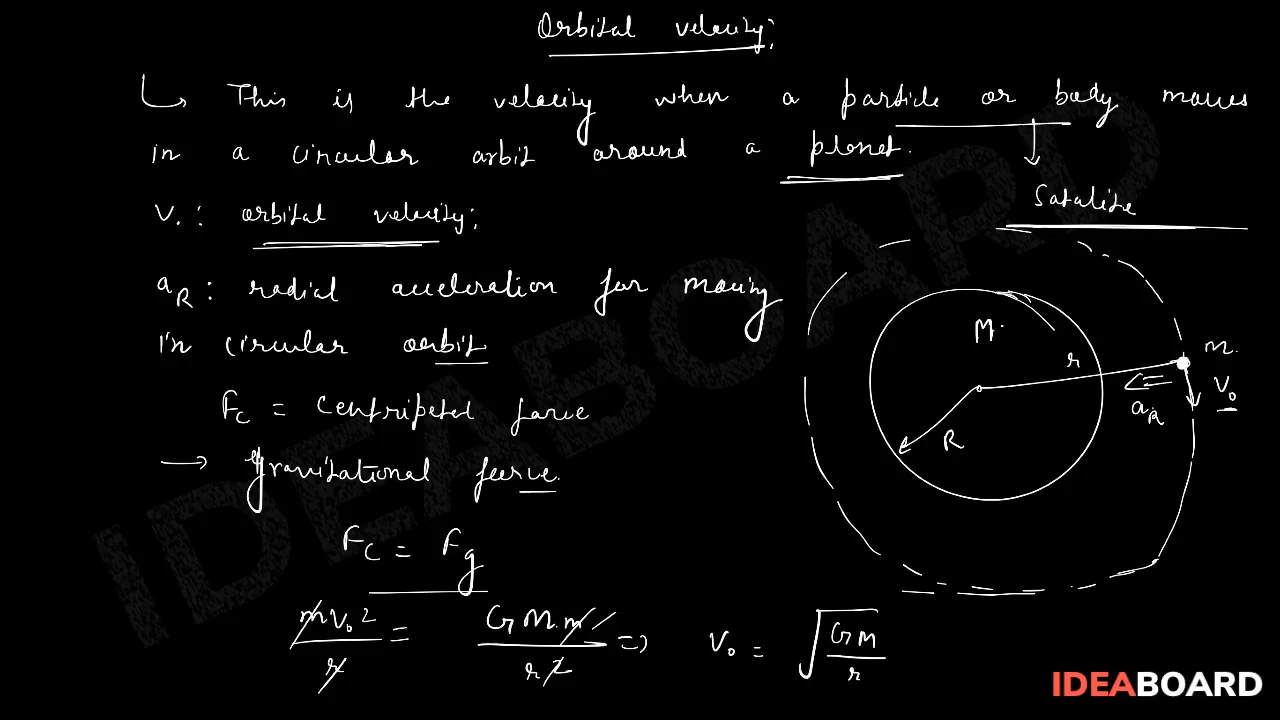 Orbital velocity:
↳ This is the velocity when a particle or body moves
in a circular orbit around a planet.
Satalite
V. : orbital velocity:
a_R : radial acceleration for moving
in circular orbit
F_C = Centripetal force
→ gravitational force
F_C = F_g
mV₀²/r = GM.m/r² ⇒ V₀ = √(GM/r)
M
r
m
V₀
a_R
R
IDEABOARD
IDEABOARD